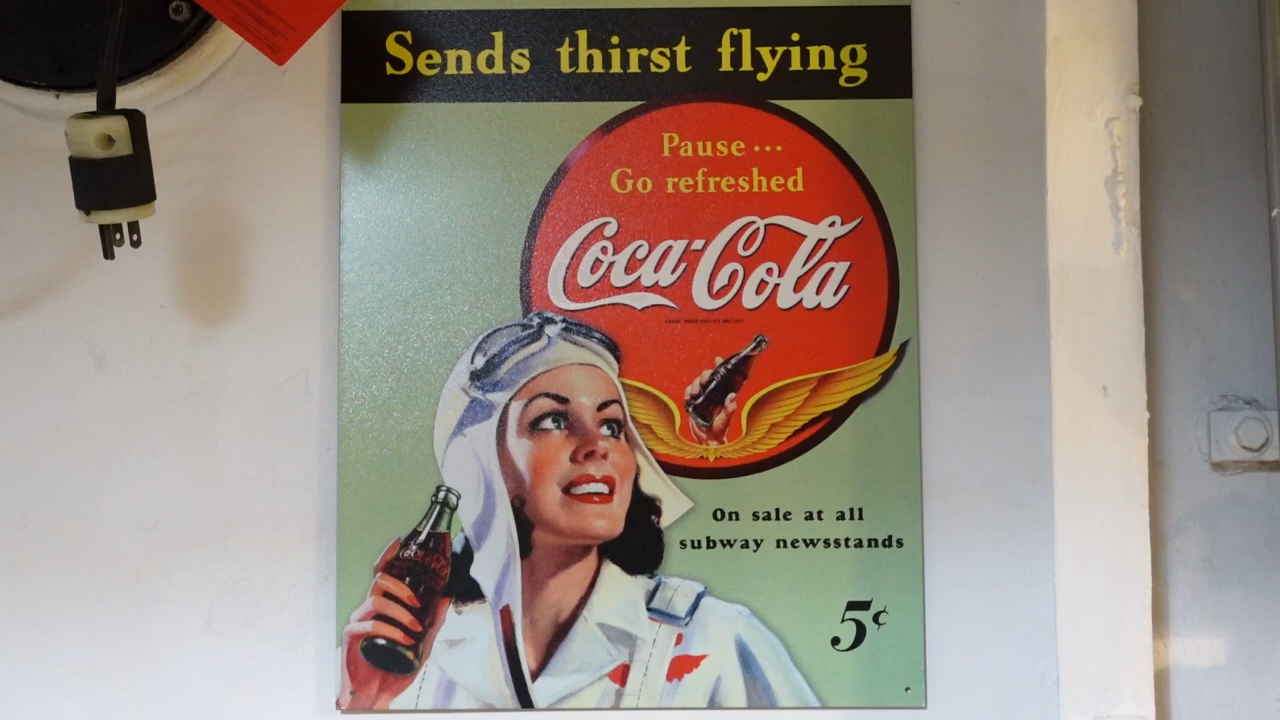 Sends thirst flying
Pause...
Go refreshed
Coca-Cola
On sale at all
subway newsstands
5¢